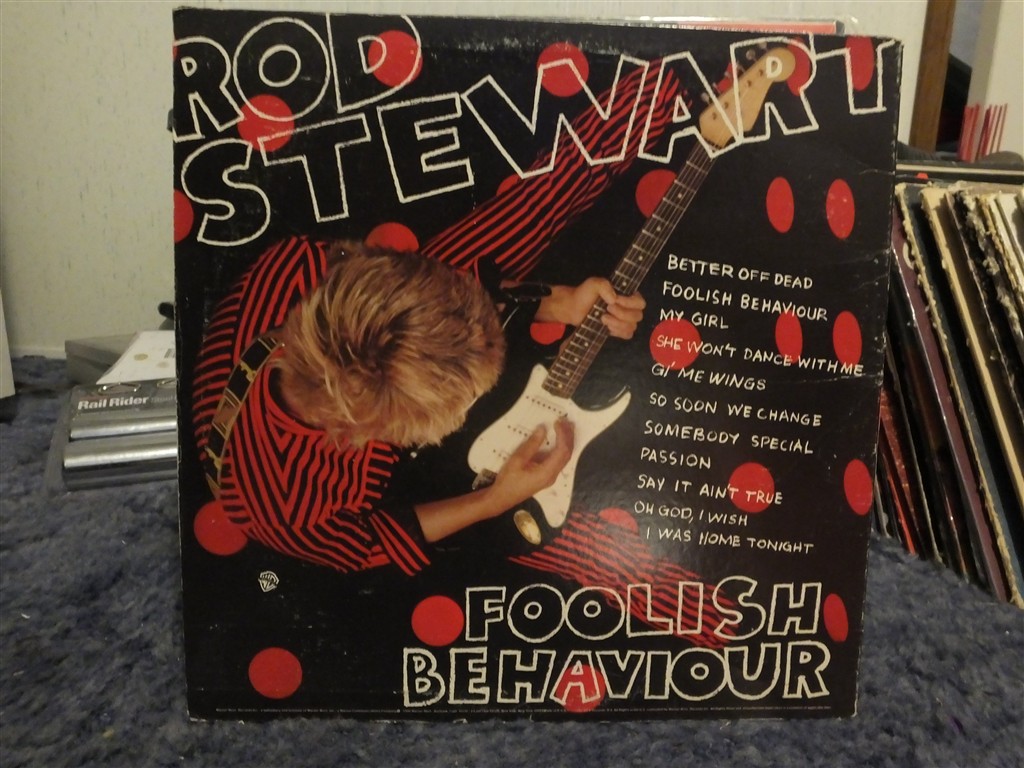 ROD
STEWART
BETTER OFF DEAD
FOOLISH BEHAVIOUR
MY GIRL
SHE WON'T DANCE WITH ME
GI' ME WINGS
SO SOON WE CHANGE
SOMEBODY SPECIAL
PASSION
SAY IT AIN'T TRUE
OH GOD, I WISH
I WAS HOME TONIGHT
Rail Rider
FOOLISH
BEHAVIOUR